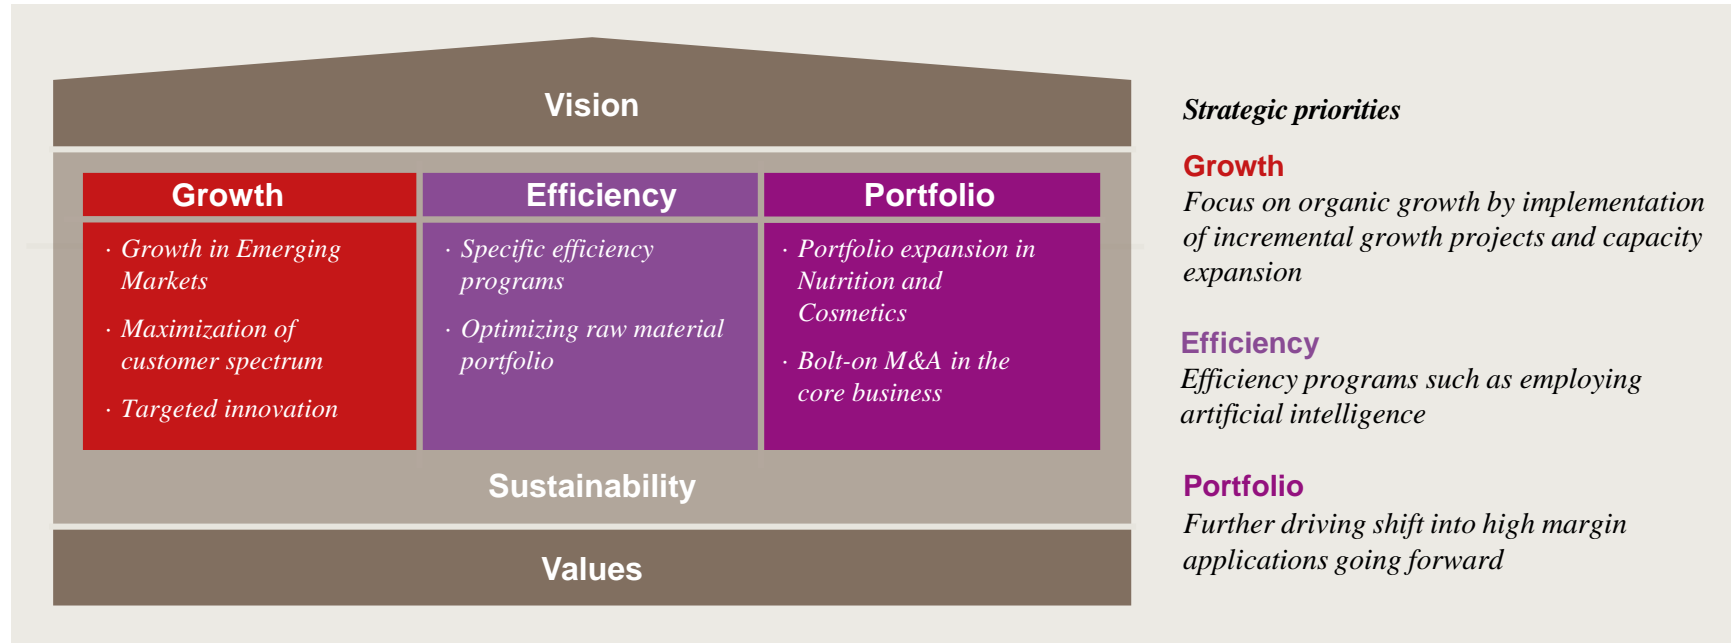 Vision
Growth
· Growth in Emerging
Markets
· Maximization of
customer spectrum
· Targeted innovation
Efficiency
· Specific efficiency
programs
· Optimizing raw material
portfolio
Portfolio
· Portfolio expansion in
Nutrition and
Cosmetics
· Bolt-on M&A in the
core business
Sustainability
Values
Strategic priorities
Growth
Focus on organic growth by implementation
of incremental growth projects and capacity
expansion
Efficiency
Efficiency programs such as employing
artificial intelligence
Portfolio
Further driving shift into high margin
applications going forward